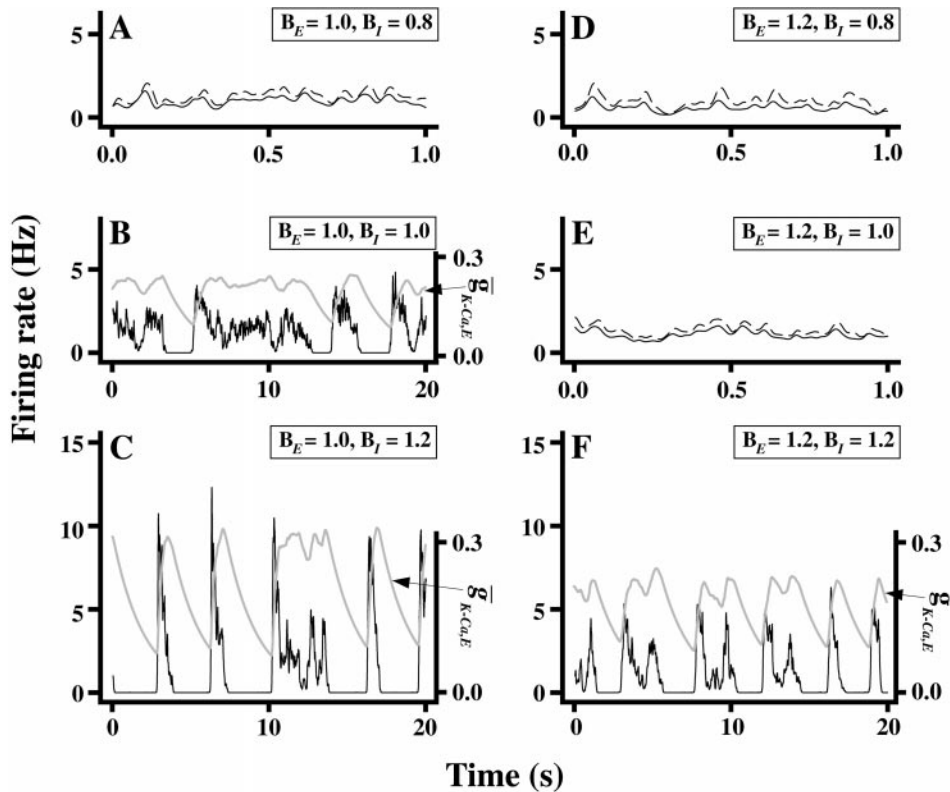 Firing rate (Hz)
A
B_E = 1.0, B_I = 0.8
5
0
0.0 0.5 1.0
D
B_E = 1.2, B_I = 0.8
5
0
0.0 0.5 1.0
B
B_E = 1.0, B_I = 1.0
5
0
0.3
0.0
g̅_K-Ca,E
0 10 20
E
B_E = 1.2, B_I = 1.0
5
0
0.0 0.5 1.0
C
B_E = 1.0, B_I = 1.2
15
10
5
0
0.3
0.0
g̅_K-Ca,E
0 10 20
F
B_E = 1.2, B_I = 1.2
15
10
5
0
0.3
0.0
g̅_K-Ca,E
0 10 20
Time (s)